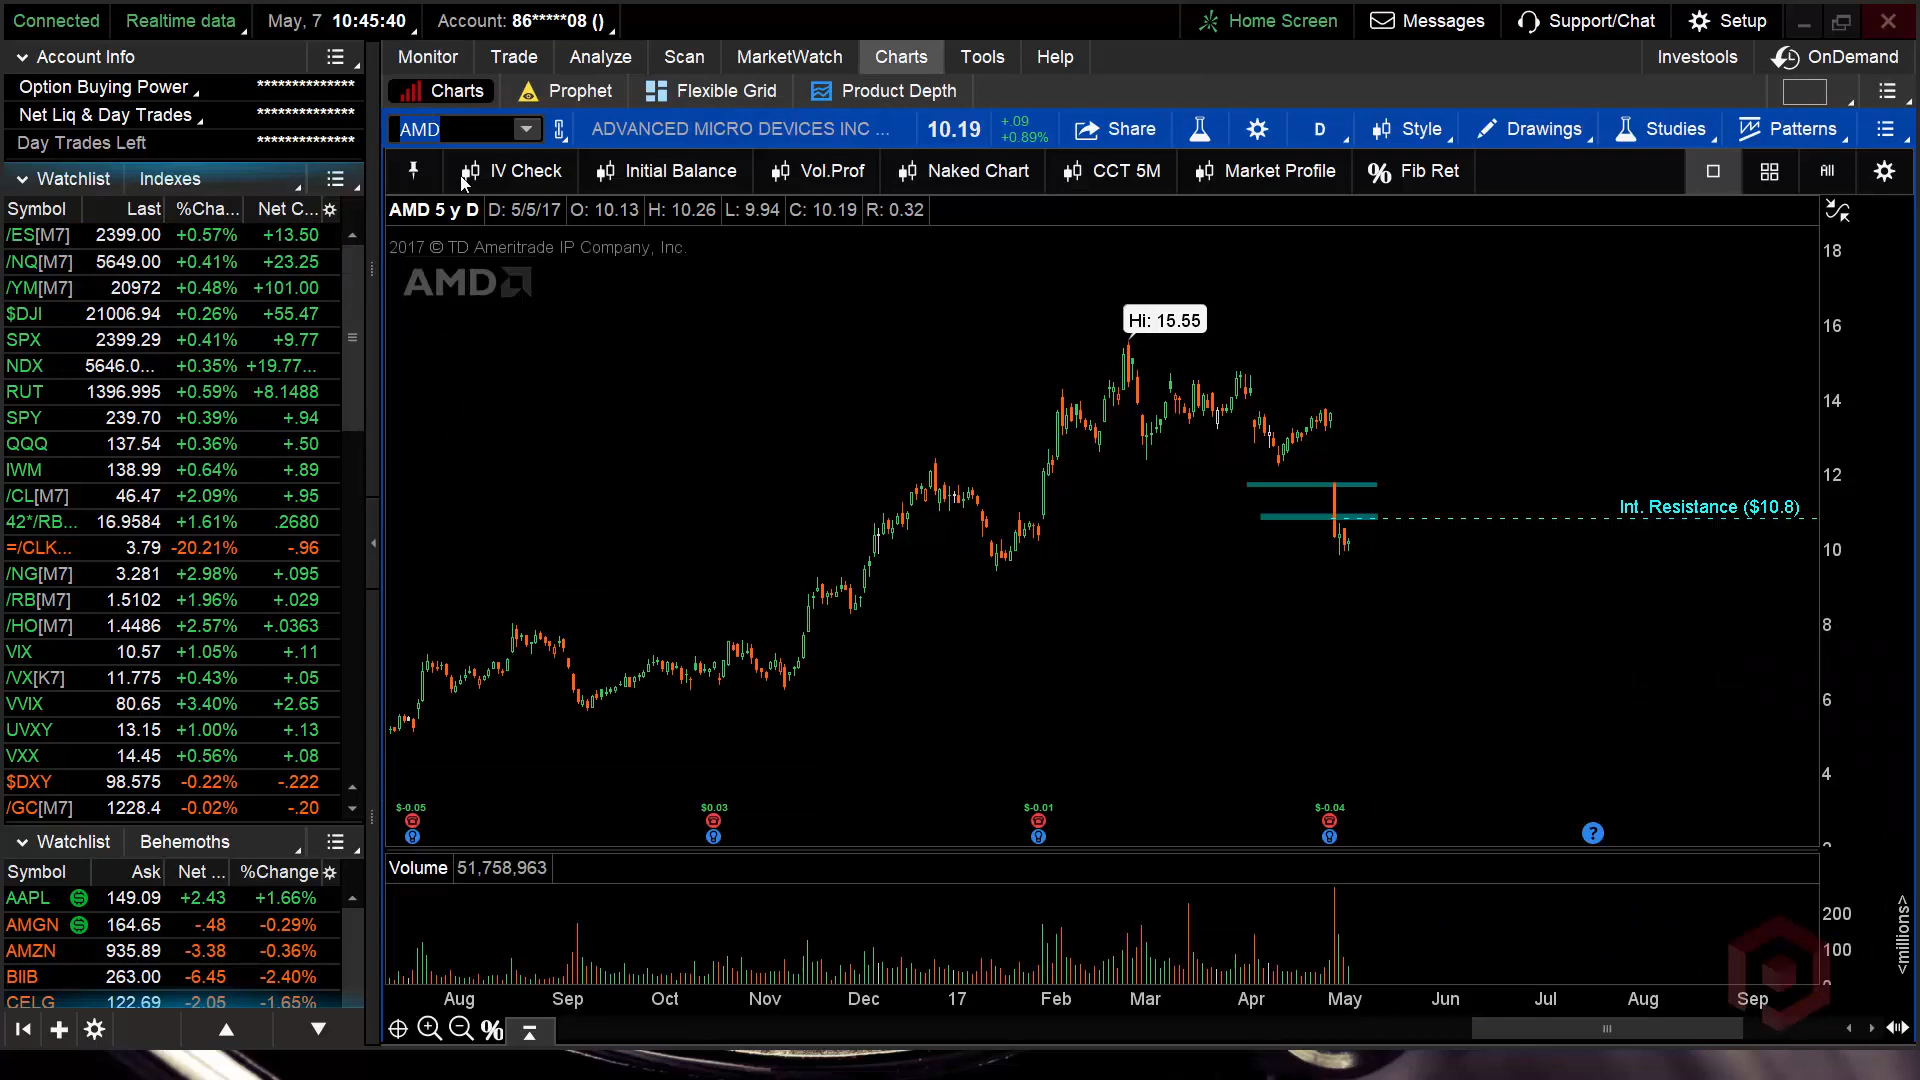 Connected Realtime data May, 7 10:45:40 Account: 86*****08 () Home Screen Messages Support/Chat Setup
Account Info Monitor Trade Analyze Scan MarketWatch Charts Tools Help Investools OnDemand
Option Buying Power ************** Charts Prophet Flexible Grid Product Depth
Net Liq & Day Trades **************
Day Trades Left **************
AMD ADVANCED MICRO DEVICES INC ... 10.19 +.09 +0.89% Share D Style Drawings Studies Patterns
IV Check Initial Balance Vol.Prof Naked Chart CCT 5M Market Profile % Fib Ret All
AMD 5 y D D: 5/5/17 O: 10.13 H: 10.26 L: 9.94 C: 10.19 R: 0.32
2017 © TD Ameritrade IP Company, Inc.
AMD
Hi: 15.55
Int. Resistance ($10.8)
18
16
14
12
10
8
6
4
$-0.05 $0.03 $-0.01 $-0.04
?
Volume 51,758,963
200
100
<millions>
Aug Sep Oct Nov Dec 17 Feb Mar Apr May Jun Jul Aug Sep
%
Watchlist Indexes
Symbol Last %Cha... Net C...
/ES[M7] 2399.00 +0.57% +13.50
/NQ[M7] 5649.00 +0.41% +23.25
/YM[M7] 20972 +0.48% +101.00
$DJI 21006.94 +0.26% +55.47
SPX 2399.29 +0.41% +9.77
NDX 5646.0... +0.35% +19.77...
RUT 1396.995 +0.59% +8.1488
SPY 239.70 +0.39% +.94
QQQ 137.54 +0.36% +.50
IWM 138.99 +0.64% +.89
/CL[M7] 46.47 +2.09% +.95
42*/RB... 16.9584 +1.61% .2680
=/CLK... 3.79 -20.21% -.96
/NG[M7] 3.281 +2.98% +.095
/RB[M7] 1.5102 +1.96% +.029
/HO[M7] 1.4486 +2.57% +.0363
VIX 10.57 +1.05% +.11
/VX[K7] 11.775 +0.43% +.05
VVIX 80.65 +3.40% +2.65
UVXY 13.15 +1.00% +.13
VXX 14.45 +0.56% +.08
$DXY 98.575 -0.22% -.222
/GC[M7] 1228.4 -0.02% -.20
Watchlist Behemoths
Symbol Ask Net ... %Change
AAPL 149.09 +2.43 +1.66%
AMGN 164.65 -.48 -0.29%
AMZN 935.89 -3.38 -0.36%
BIIB 263.00 -6.45 -2.40%
CELG 122.69 -2.05 -1.65%